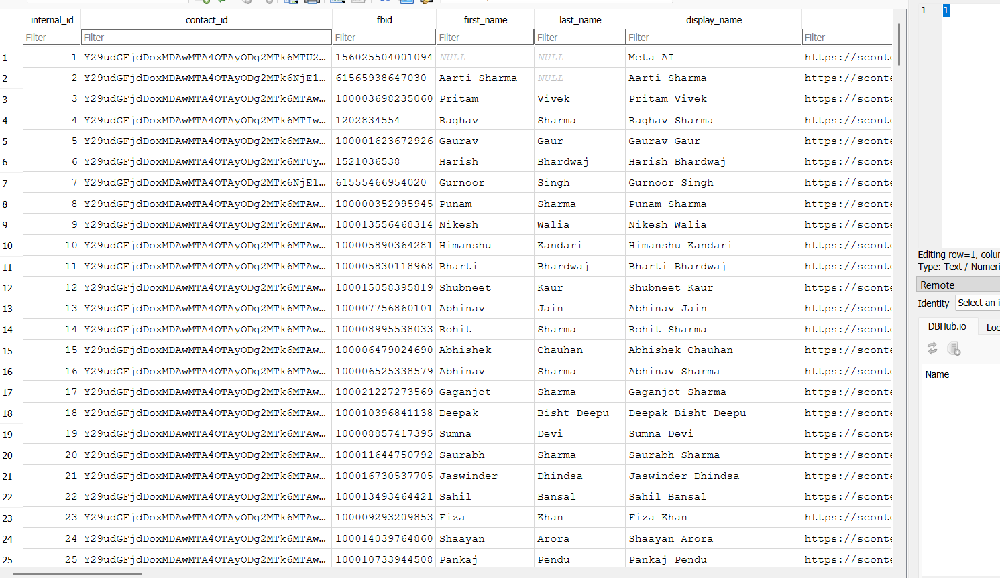 internal_id contact_id fbid first_name last_name display_name
Filter Filter Filter Filter Filter Filter Filter
1 1 Y29udGFjdDoxMDAwMTA4OTAyODg2MTk6MTU2… 156025504001094 NULL NULL Meta AI https://sconte
2 2 Y29udGFjdDoxMDAwMTA4OTAyODg2MTk6NjE1… 61565938647030 Aarti Sharma NULL Aarti Sharma https://sconte
3 3 Y29udGFjdDoxMDAwMTA4OTAyODg2MTk6MTAw… 100003698235060 Pritam Vivek Pritam Vivek https://sconte
4 4 Y29udGFjdDoxMDAwMTA4OTAyODg2MTk6MTIw… 1202834554 Raghav Sharma Raghav Sharma https://sconte
5 5 Y29udGFjdDoxMDAwMTA4OTAyODg2MTk6MTAw… 100001623672926 Gaurav Gaur Gaurav Gaur https://sconte
6 6 Y29udGFjdDoxMDAwMTA4OTAyODg2MTk6MTUy… 1521036538 Harish Bhardwaj Harish Bhardwaj https://sconte
7 7 Y29udGFjdDoxMDAwMTA4OTAyODg2MTk6NjE1… 61555466954020 Gurnoor Singh Gurnoor Singh https://sconte
8 8 Y29udGFjdDoxMDAwMTA4OTAyODg2MTk6MTAw… 100000352995945 Punam Sharma Punam Sharma https://sconte
9 9 Y29udGFjdDoxMDAwMTA4OTAyODg2MTk6MTAw… 100013556468314 Nikesh Walia Nikesh Walia https://sconte
10 10 Y29udGFjdDoxMDAwMTA4OTAyODg2MTk6MTAw… 100005890364281 Himanshu Kandari Himanshu Kandari https://sconte
11 11 Y29udGFjdDoxMDAwMTA4OTAyODg2MTk6MTAw… 100005830118968 Bharti Bhardwaj Bharti Bhardwaj https://sconte
12 12 Y29udGFjdDoxMDAwMTA4OTAyODg2MTk6MTAw… 100015058395819 Shubneet Kaur Shubneet Kaur https://sconte
13 13 Y29udGFjdDoxMDAwMTA4OTAyODg2MTk6MTAw… 100007756860101 Abhinav Jain Abhinav Jain https://sconte
14 14 Y29udGFjdDoxMDAwMTA4OTAyODg2MTk6MTAw… 100008995538033 Rohit Sharma Rohit Sharma https://sconte
15 15 Y29udGFjdDoxMDAwMTA4OTAyODg2MTk6MTAw… 100006479024690 Abhishek Chauhan Abhishek Chauhan https://sconte
16 16 Y29udGFjdDoxMDAwMTA4OTAyODg2MTk6MTAw… 100006525338579 Abhinav Sharma Abhinav Sharma https://sconte
17 17 Y29udGFjdDoxMDAwMTA4OTAyODg2MTk6MTAw… 100021227273569 Gaganjot Sharma Gaganjot Sharma https://sconte
18 18 Y29udGFjdDoxMDAwMTA4OTAyODg2MTk6MTAw… 100010396841138 Deepak Bisht Deepu Deepak Bisht Deepu https://sconte
19 19 Y29udGFjdDoxMDAwMTA4OTAyODg2MTk6MTAw… 100008857417395 Sumna Devi Sumna Devi https://sconte
20 20 Y29udGFjdDoxMDAwMTA4OTAyODg2MTk6MTAw… 100011644750792 Saurabh Sharma Saurabh Sharma https://sconte
21 21 Y29udGFjdDoxMDAwMTA4OTAyODg2MTk6MTAw… 100016730537705 Jaswinder Dhindsa Jaswinder Dhindsa https://sconte
22 22 Y29udGFjdDoxMDAwMTA4OTAyODg2MTk6MTAw… 100013493464421 Sahil Bansal Sahil Bansal https://sconte
23 23 Y29udGFjdDoxMDAwMTA4OTAyODg2MTk6MTAw… 100009293209853 Fiza Khan Fiza Khan https://sconte
24 24 Y29udGFjdDoxMDAwMTA4OTAyODg2MTk6MTAw… 100014039764860 Shaayan Arora Shaayan Arora https://sconte
25 25 Y29udGFjdDoxMDAwMTA4OTAyODg2MTk6MTAw… 100010733944508 Pankaj Pendu Pankaj Pendu https://sconte
1 1
Editing row=1, colu
Type: Text / Numeri
Remote
Identity Select an i
DBHub.io Loc
Name